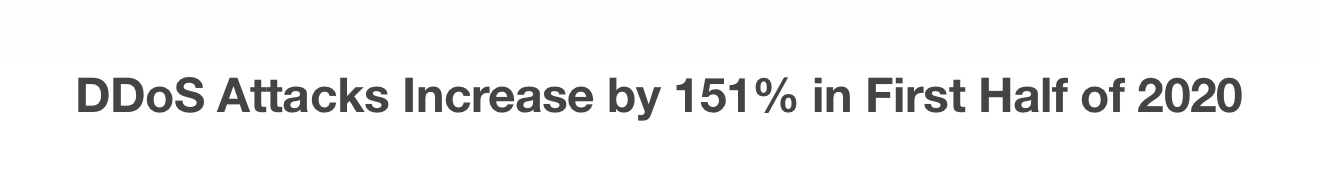 DDoS Attacks Increase by 151% in First Half of 2020